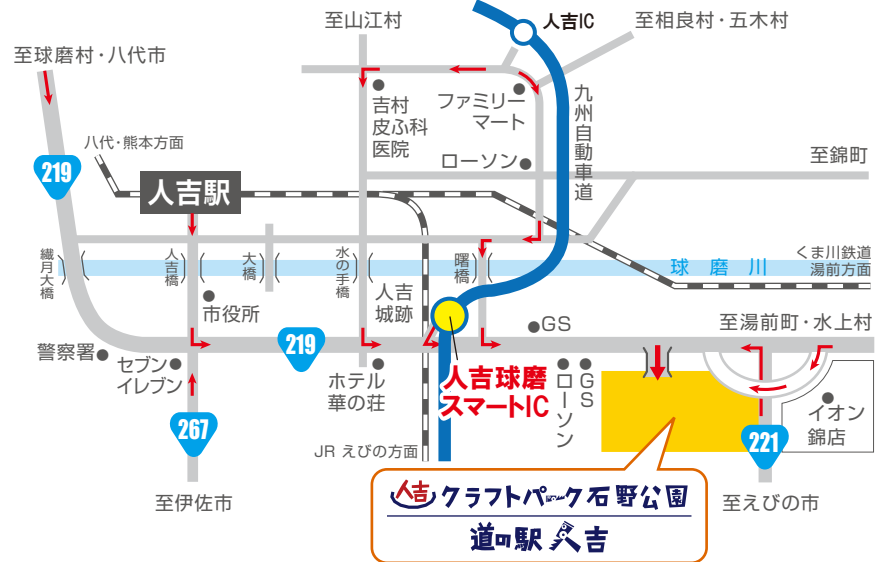 至山江村
人吉IC
至相良村・五木村
至球磨村・八代市
吉村
皮ふ科
医院
ファミリー
マート
九州自動車道
八代・熊本方面
ローソン
至錦町
219
人吉駅
繊月大橋
人吉橋
大橋
水の手橋
曙橋
球磨川
くま川鉄道
湯前方面
人吉
城跡
市役所
GS
至湯前町・水上村
219
警察署
セブン
イレブン
ホテル
華の荘
人吉球磨
スマートIC
ローソン
GS
イオン
錦店
267
221
JR えびの方面
至伊佐市
人吉クラフトパーク石野公園
道の駅 人吉
至えびの市